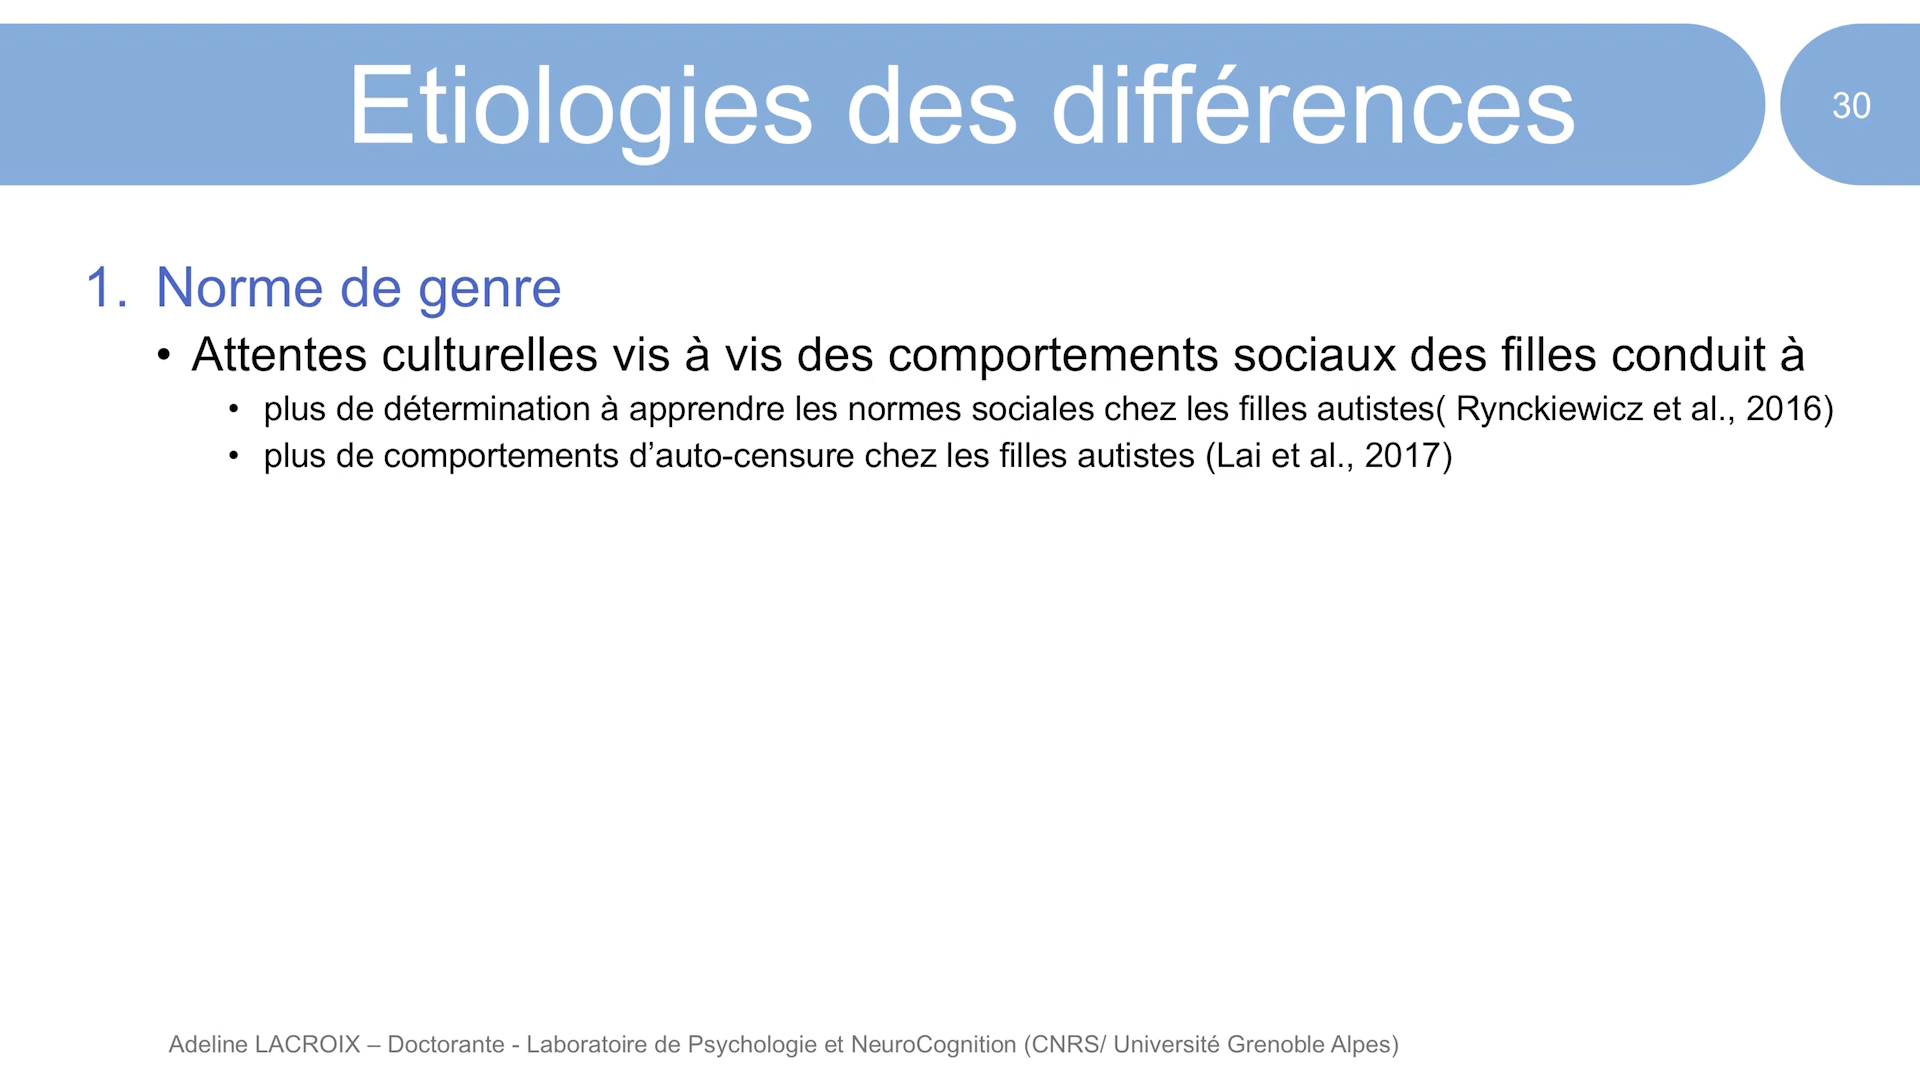 Etiologies des différences
30
1. Norme de genre
• Attentes culturelles vis à vis des comportements sociaux des filles conduit à
• plus de détermination à apprendre les normes sociales chez les filles autistes( Rynckiewicz et al., 2016)
• plus de comportements d’auto-censure chez les filles autistes (Lai et al., 2017)
Adeline LACROIX – Doctorante - Laboratoire de Psychologie et NeuroCognition (CNRS/ Université Grenoble Alpes)